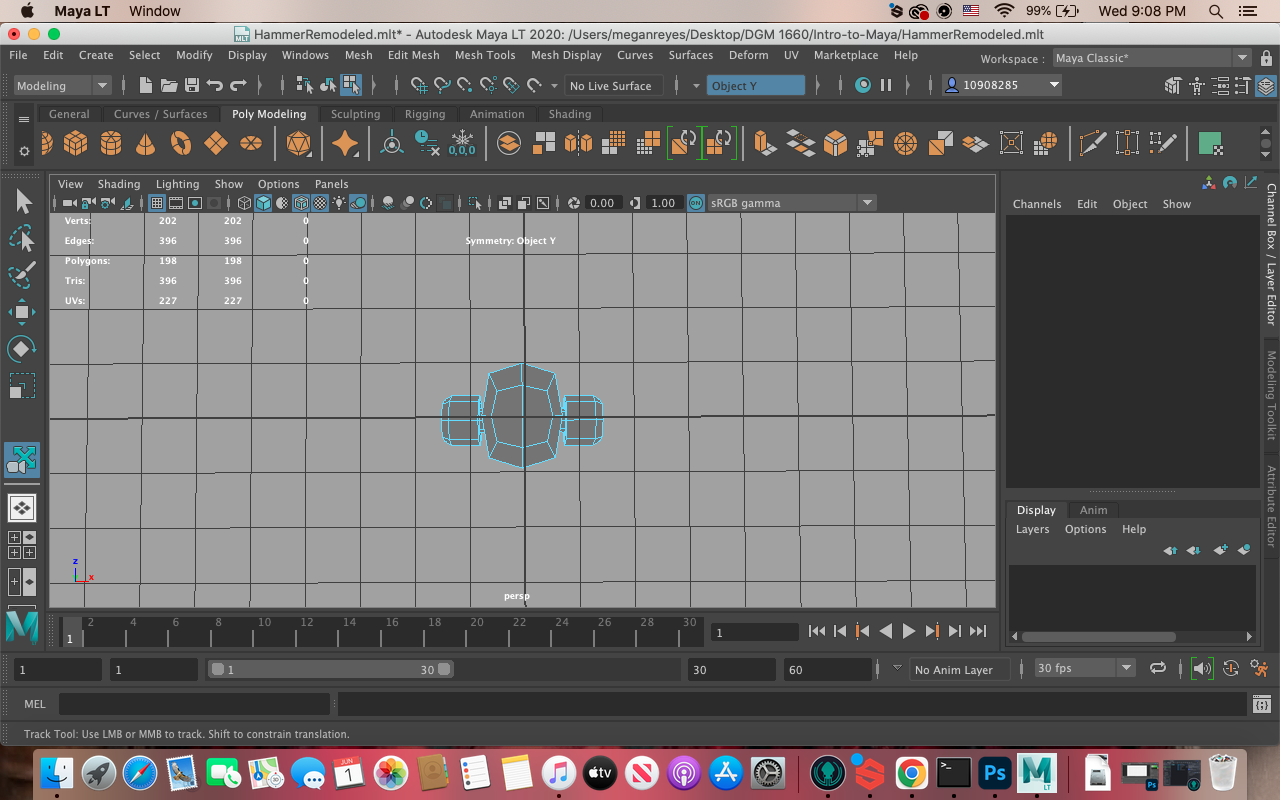 Maya LT Window 99% Wed 9:08 PM
HammerRemodeled.mlt* - Autodesk Maya LT 2020: /Users/meganreyes/Desktop/DGM 1660/Intro-to-Maya/HammerRemodeled.mlt
File Edit Create Select Modify Display Windows Mesh Edit Mesh Mesh Tools Mesh Display Curves Surfaces Deform UV Marketplace Help Workspace : Maya Classic*
Modeling No Live Surface Object Y 10908285
General Curves / Surfaces Poly Modeling Sculpting Rigging Animation Shading
0,0,0
View Shading Lighting Show Options Panels
0.00 1.00 ON sRGB gamma
Channels Edit Object Show
Verts: 202 202 0
Edges: 396 396 0
Polygons: 198 198 0
Tris: 396 396 0
UVs: 227 227 0
Symmetry: Object Y
z
x
persp
Channel Box / Layer Editor
Modeling Toolkit
Attribute Editor
Display Anim
Layers Options Help
1 2 4 6 8 10 12 14 16 18 20 22 24 26 28 30 1
1 1 1 30 30 60 No Anim Layer 30 fps
MEL
Track Tool: Use LMB or MMB to track. Shift to constrain translation.
JUN
1
tv
Ps
M
LT